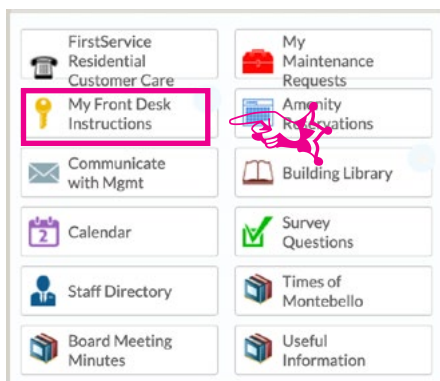 FirstService
Residential
Customer Care
My
Maintenance
Requests
My Front Desk
Instructions
Amenity
Reservations
Communicate
with Mgmt
Building Library
2
Calendar
Survey
Questions
Staff Directory
Times of
Montebello
Board Meeting
Minutes
Useful
Information